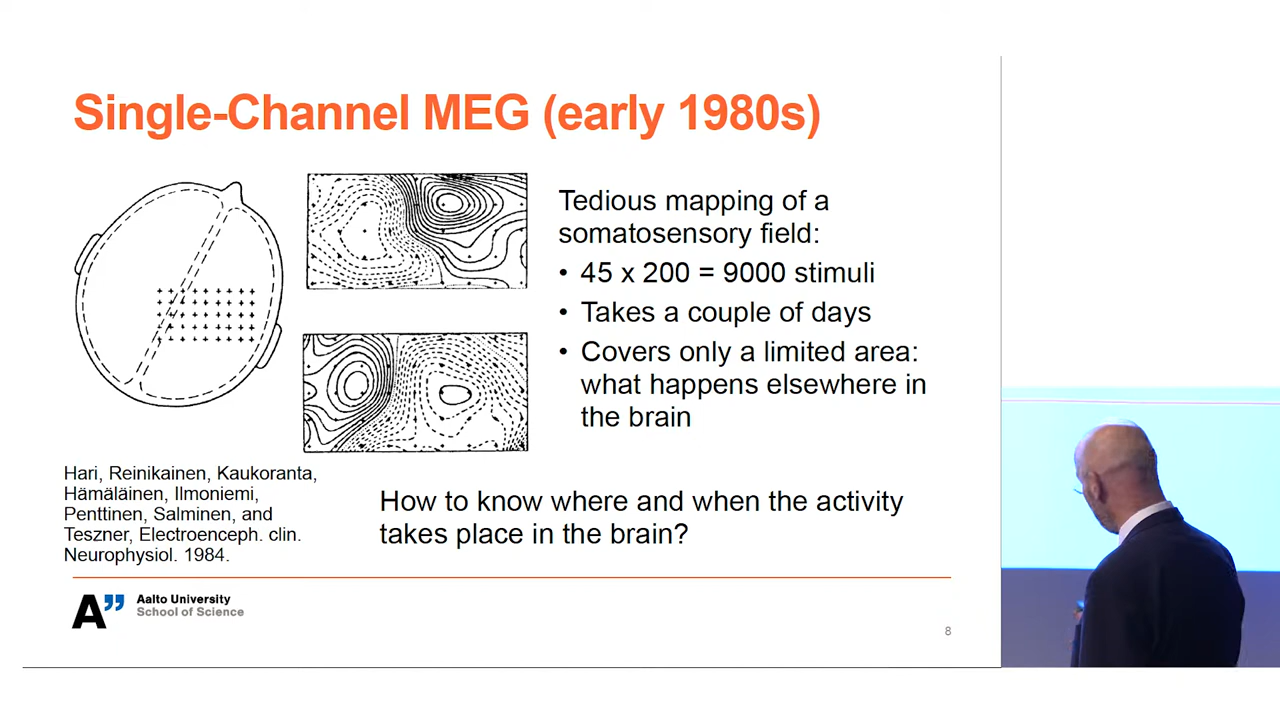 Single-Channel MEG (early 1980s)
Tedious mapping of a
somatosensory field:
• 45 x 200 = 9000 stimuli
• Takes a couple of days
• Covers only a limited area:
what happens elsewhere in
the brain
Hari, Reinikainen, Kaukoranta,
Hämäläinen, Ilmoniemi,
Penttinen, Salminen, and
Teszner, Electroenceph. clin.
Neurophysiol. 1984.
How to know where and when the activity
takes place in the brain?
A”
Aalto University
School of Science
8